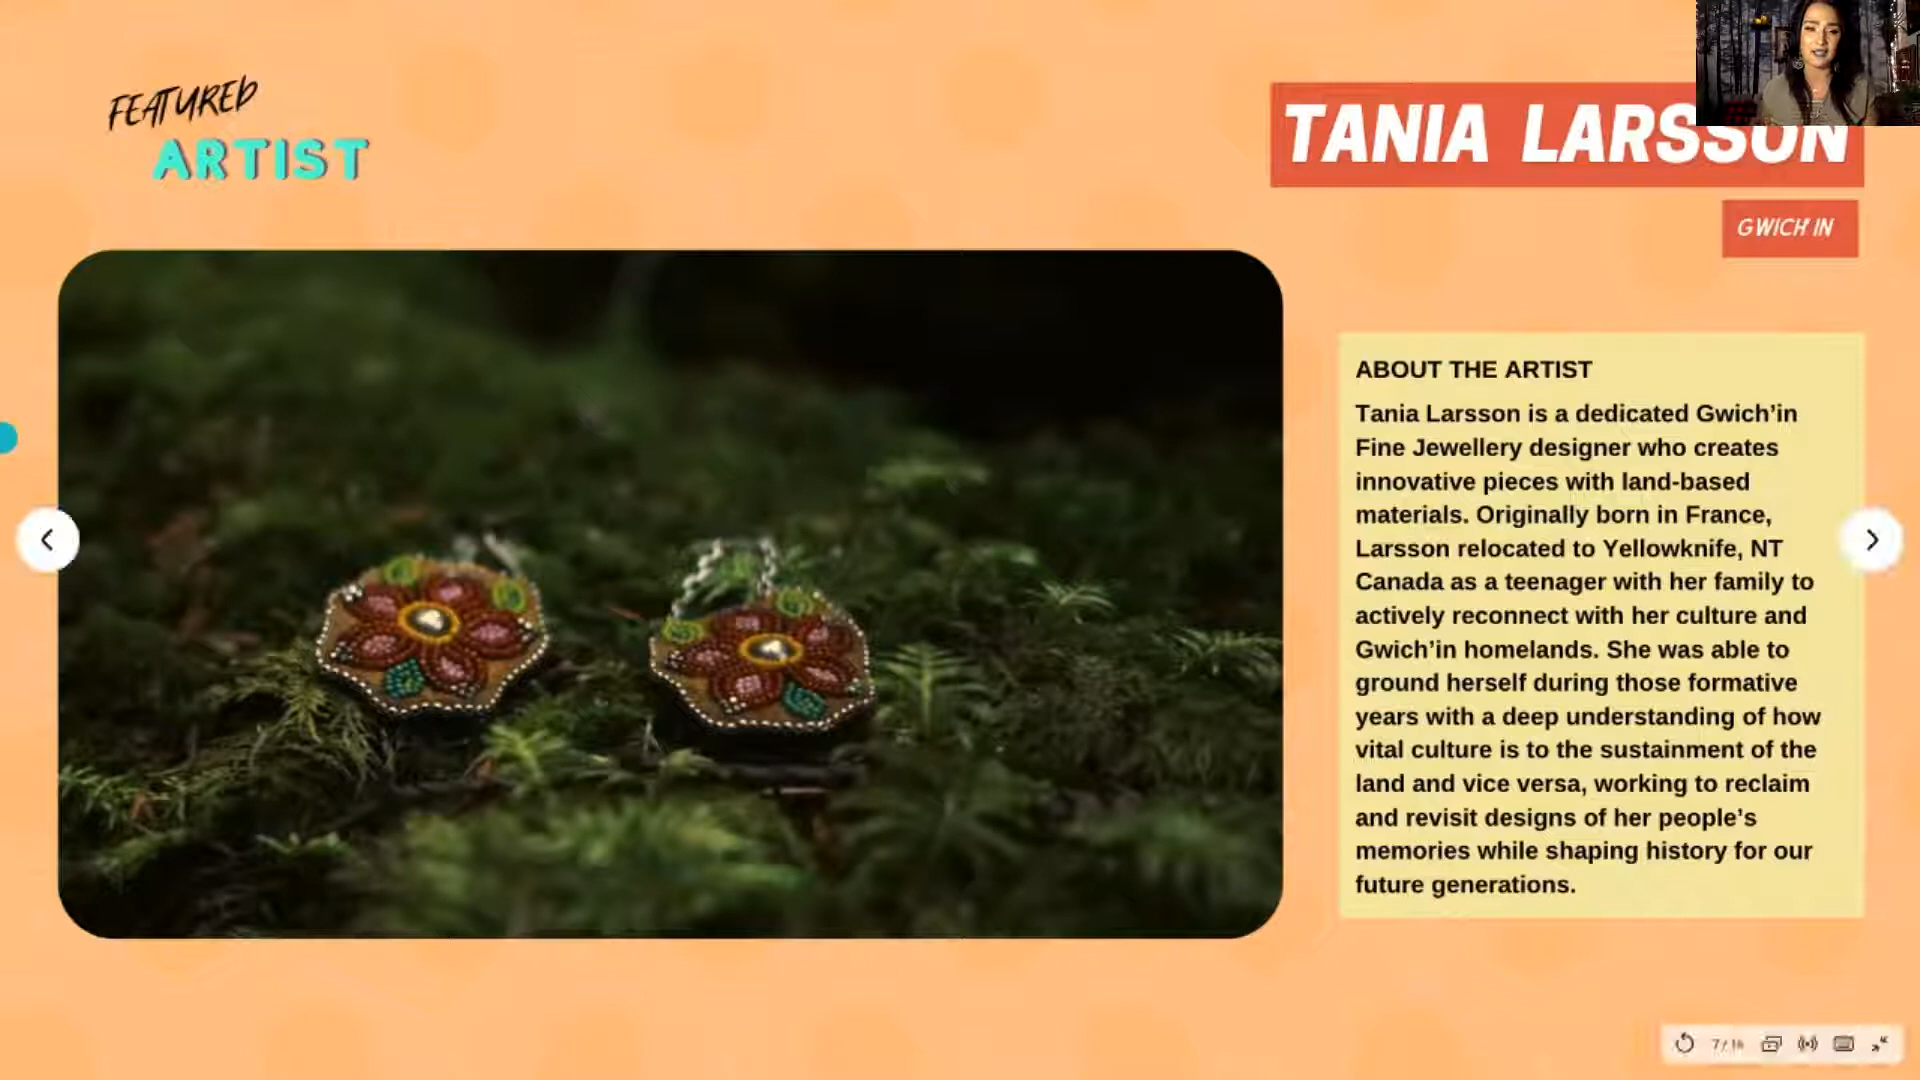 FEATURED
ARTIST
TANIA LARSSON
GWICH'IN
ABOUT THE ARTIST
Tania Larsson is a dedicated Gwich’in
Fine Jewellery designer who creates
innovative pieces with land-based
materials. Originally born in France,
Larsson relocated to Yellowknife, NT
Canada as a teenager with her family to
actively reconnect with her culture and
Gwich’in homelands. She was able to
ground herself during those formative
years with a deep understanding of how
vital culture is to the sustainment of the
land and vice versa, working to reclaim
and revisit designs of her people’s
memories while shaping history for our
future generations.